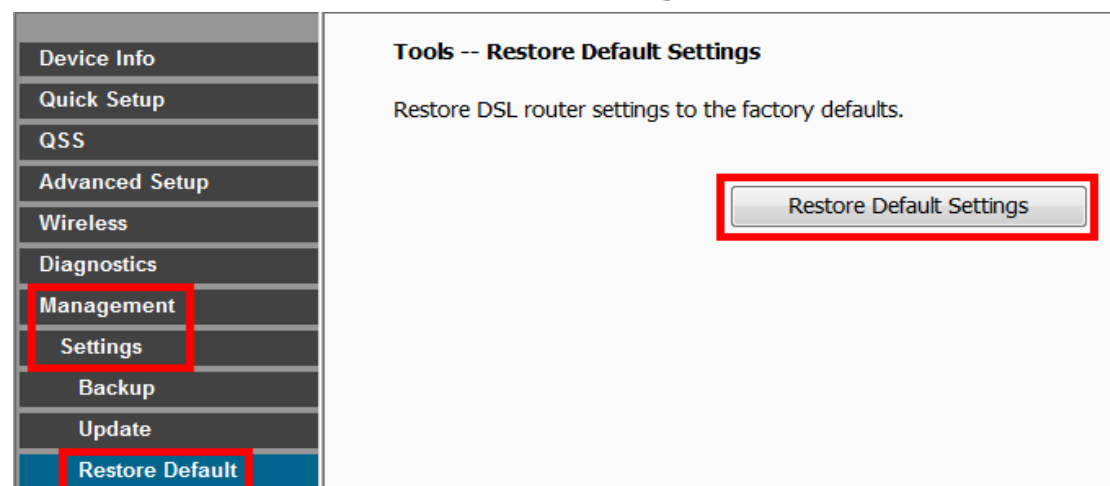 Device Info
Quick Setup
QSS
Advanced Setup
Wireless
Diagnostics
Management
Settings
Backup
Update
Restore Default
Tools -- Restore Default Settings
Restore DSL router settings to the factory defaults.
Restore Default Settings